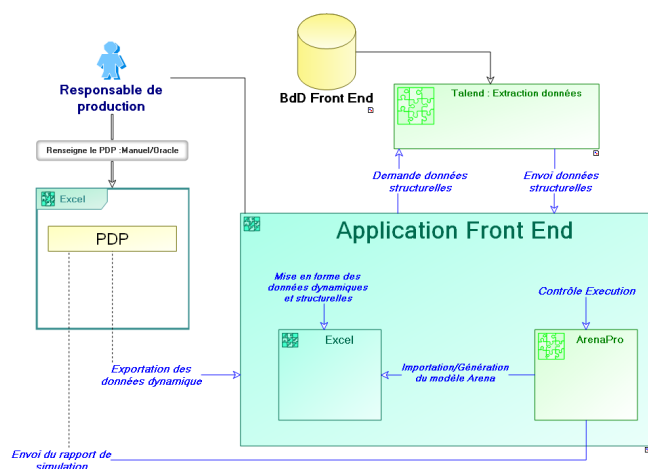 Responsable de
production
BdD Front End
Talend : Extraction données
Renseigne le PDP :Manuel/Oracle
Demande données
structurelles
Envoi données
structurelles
Excel
PDP
Application Front End
Mise en forme des
données dynamiques
et structurelles
Contrôle Execution
Excel
ArenaPro
Importation/Génération
du modèle Arena
Exportation des
données dynamique
Envoi du rapport de
simulation